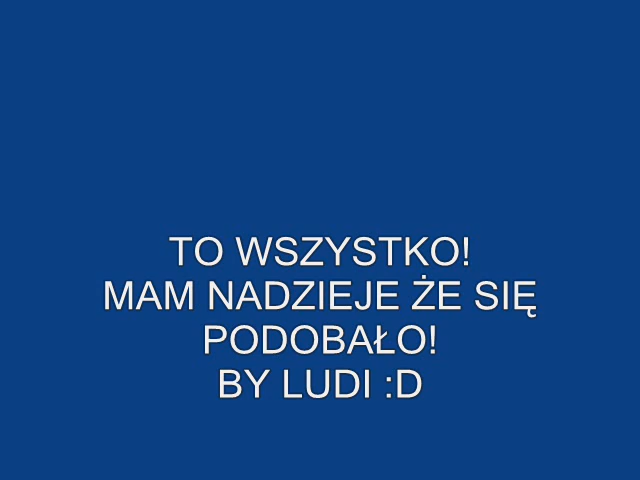 TO WSZYSTKO!
MAM NADZIEJE ŻE SIĘ
PODOBAŁO!
BY LUDI :D